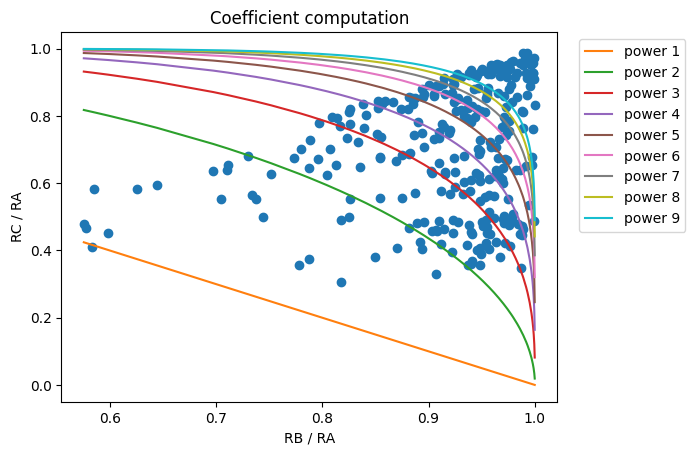 Coefficient computation
1.0
0.8
0.6
0.4
0.2
0.0
RC / RA
0.6
0.7
0.8
0.9
1.0
RB / RA
power 1
power 2
power 3
power 4
power 5
power 6
power 7
power 8
power 9